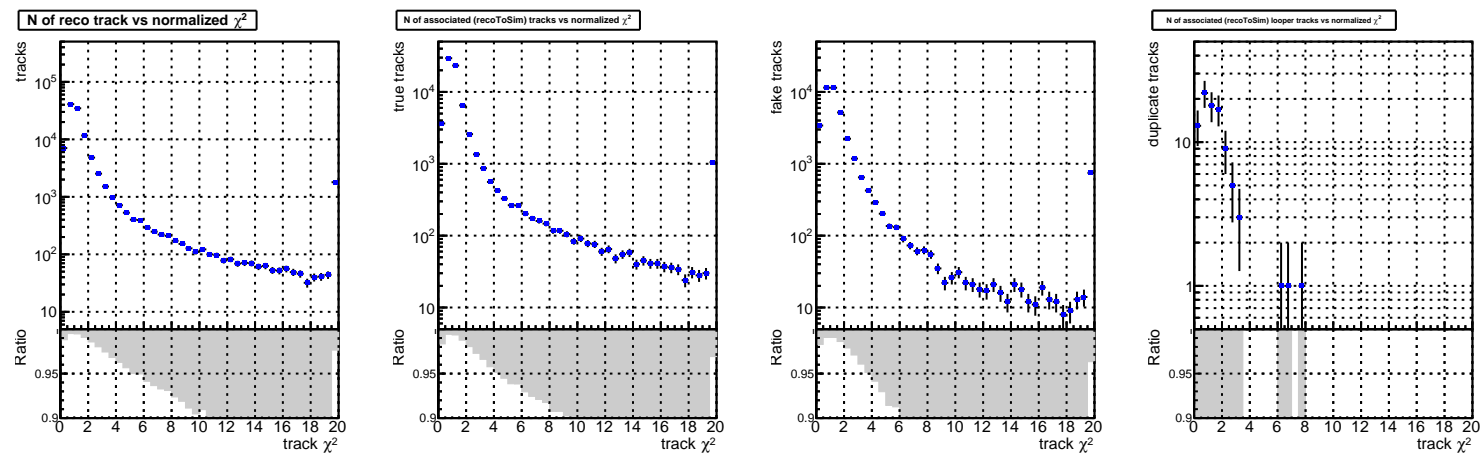 N of reco track vs normalized χ²
tracks
10⁵
10⁴
10³
10²
10
Ratio
1
0.95
0.9
0 2 4 6 8 10 12 14 16 18 20
track χ²
N of associated (recoToSim) tracks vs normalized χ²
true tracks
10⁴
10³
10²
10
Ratio
1
0.95
0.9
0 2 4 6 8 10 12 14 16 18 20
track χ²
fake tracks
10⁴
10³
10²
10
Ratio
1
0.95
0.9
0 2 4 6 8 10 12 14 16 18 20
track χ²
N of associated (recoToSim) looper tracks vs normalized χ²
duplicate tracks
10
1
Ratio
1
0.95
0.9
0 2 4 6 8 10 12 14 16 18 20
track χ²